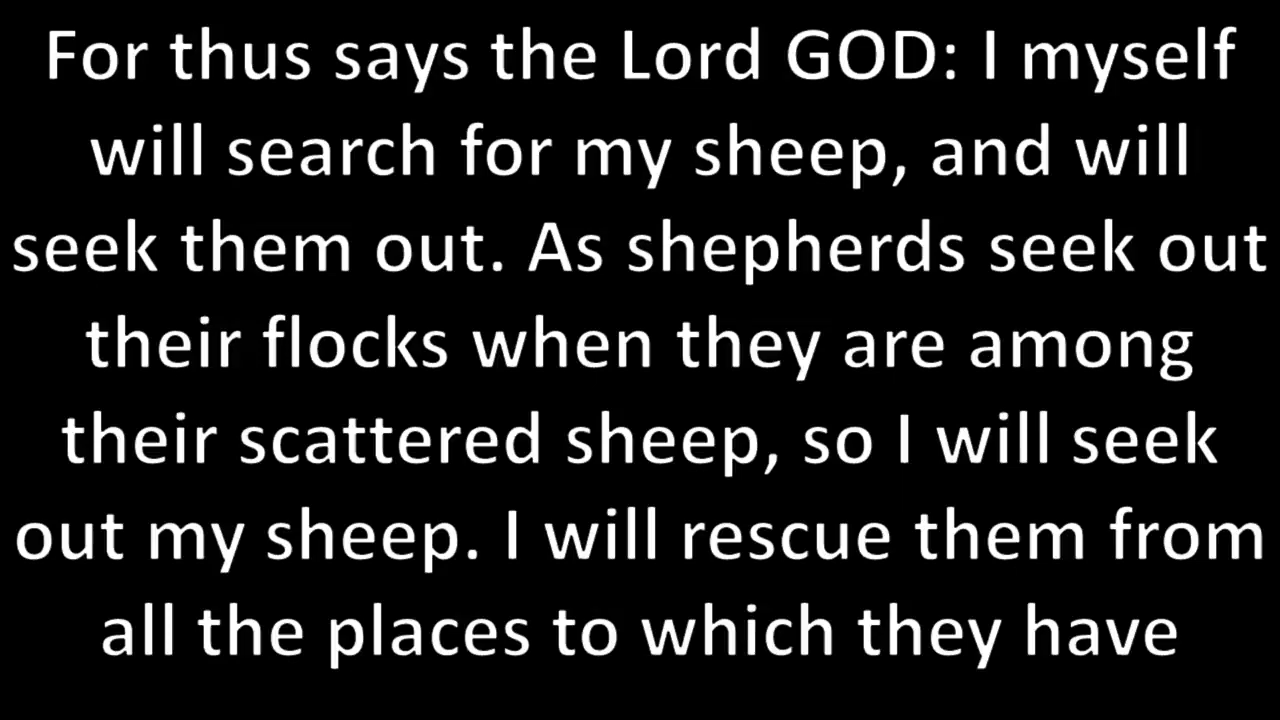 For thus says the Lord GOD: I myself
will search for my sheep, and will
seek them out. As shepherds seek out
their flocks when they are among
their scattered sheep, so I will seek
out my sheep. I will rescue them from
all the places to which they have